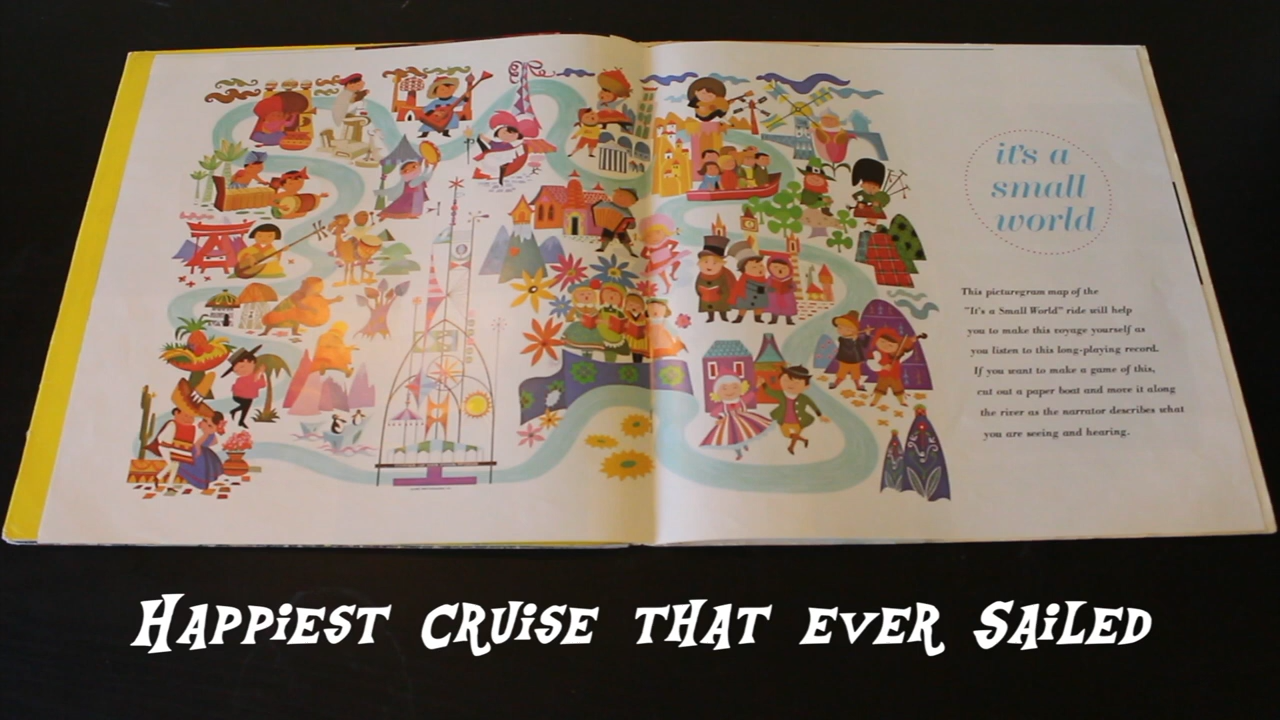 it's a
small
world
This picturegram map of the
"It's a Small World" ride will help
you to make this voyage yourself as
you listen to this long-playing record.
If you want to make a game of this,
cut out a paper boat and move it along
the river as the narrator describes what
you are seeing and hearing.
Happiest cruise that ever sailed